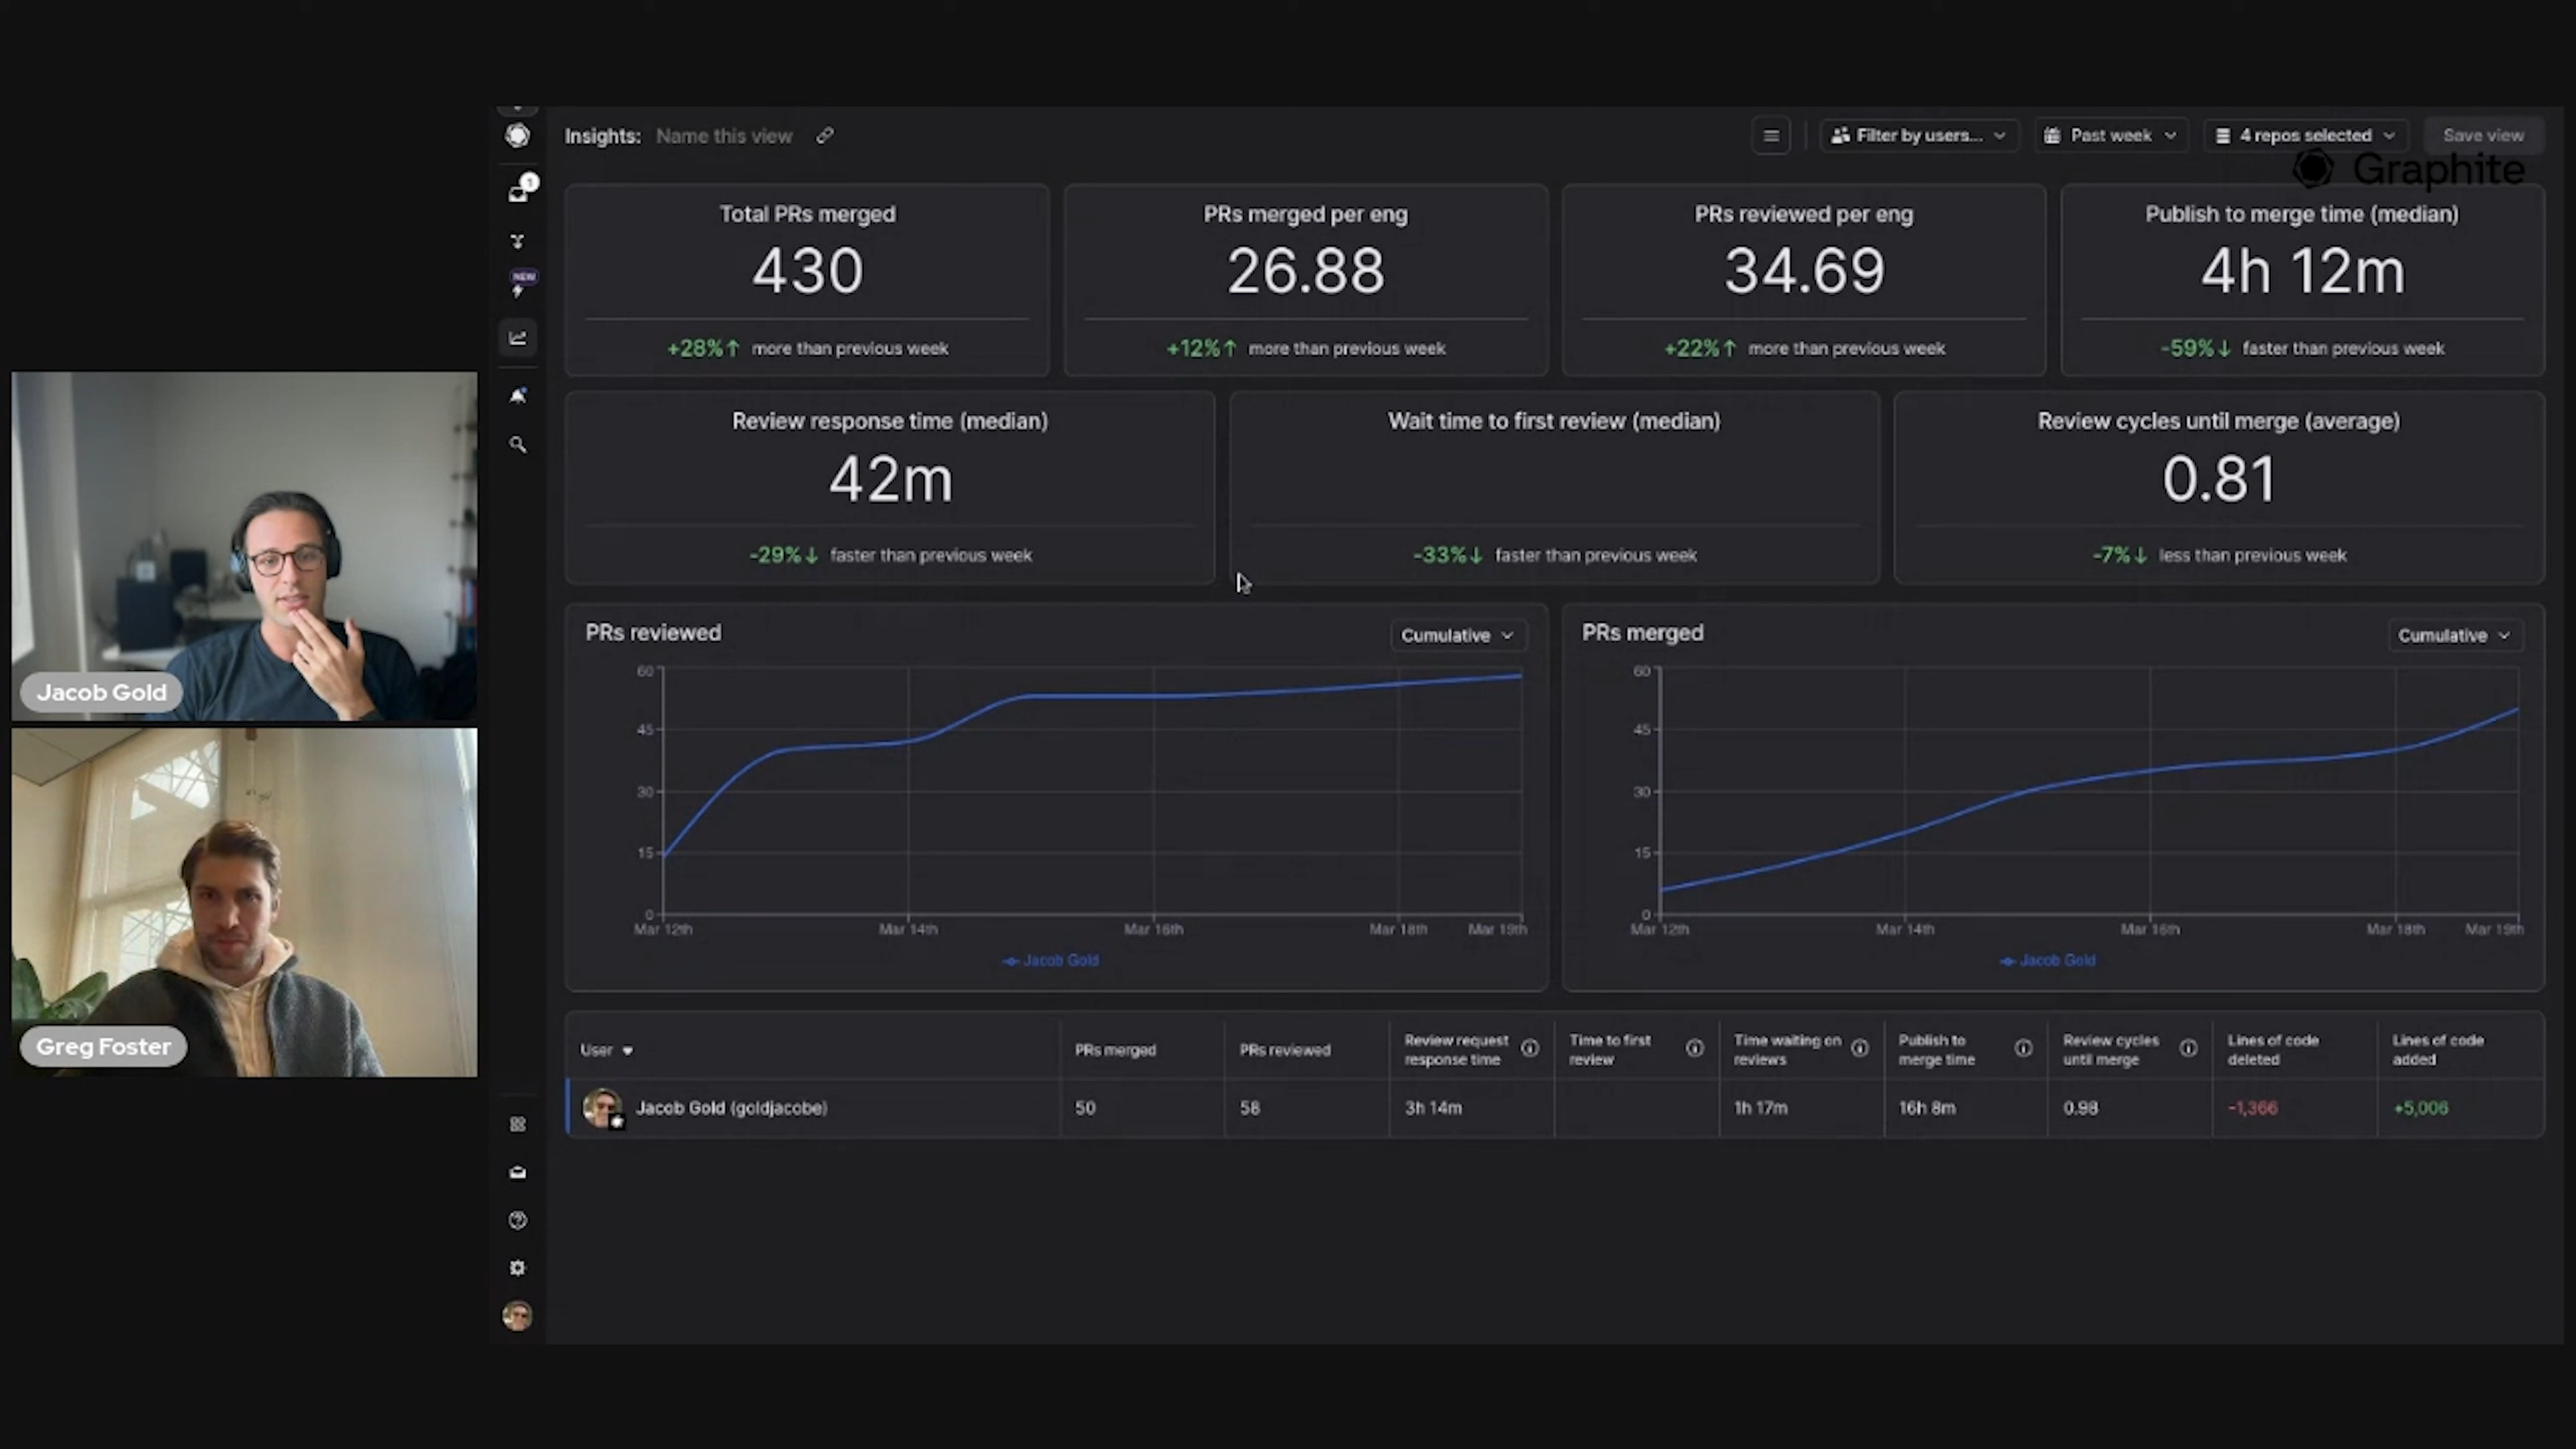 Insights: Name this view
Filter by users...
Past week
4 repos selected
Save view
Graphite
1
NEW
Total PRs merged
430
+28%↑ more than previous week
PRs merged per eng
26.88
+12%↑ more than previous week
PRs reviewed per eng
34.69
+22%↑ more than previous week
Publish to merge time (median)
4h 12m
-59%↓ faster than previous week
Review response time (median)
42m
-29%↓ faster than previous week
Wait time to first review (median)
-33%↓ faster than previous week
Review cycles until merge (average)
0.81
-7%↓ less than previous week
Jacob Gold
Greg Foster
PRs reviewed
Cumulative
60
45
30
15
0
Mar 12th Mar 14th Mar 16th Mar 18th Mar 19th
Jacob Gold
PRs merged
Cumulative
60
45
30
15
0
Mar 12th Mar 14th Mar 16th Mar 18th Mar 19th
Jacob Gold
User
PRs merged
PRs reviewed
Review request
response time
Time to first
review
Time waiting on
reviews
Publish to
merge time
Review cycles
until merge
Lines of code
deleted
Lines of code
added
Jacob Gold (goldjacobe) 50 58 3h 14m 1h 17m 16h 8m 0.98 -1,366 +5,006